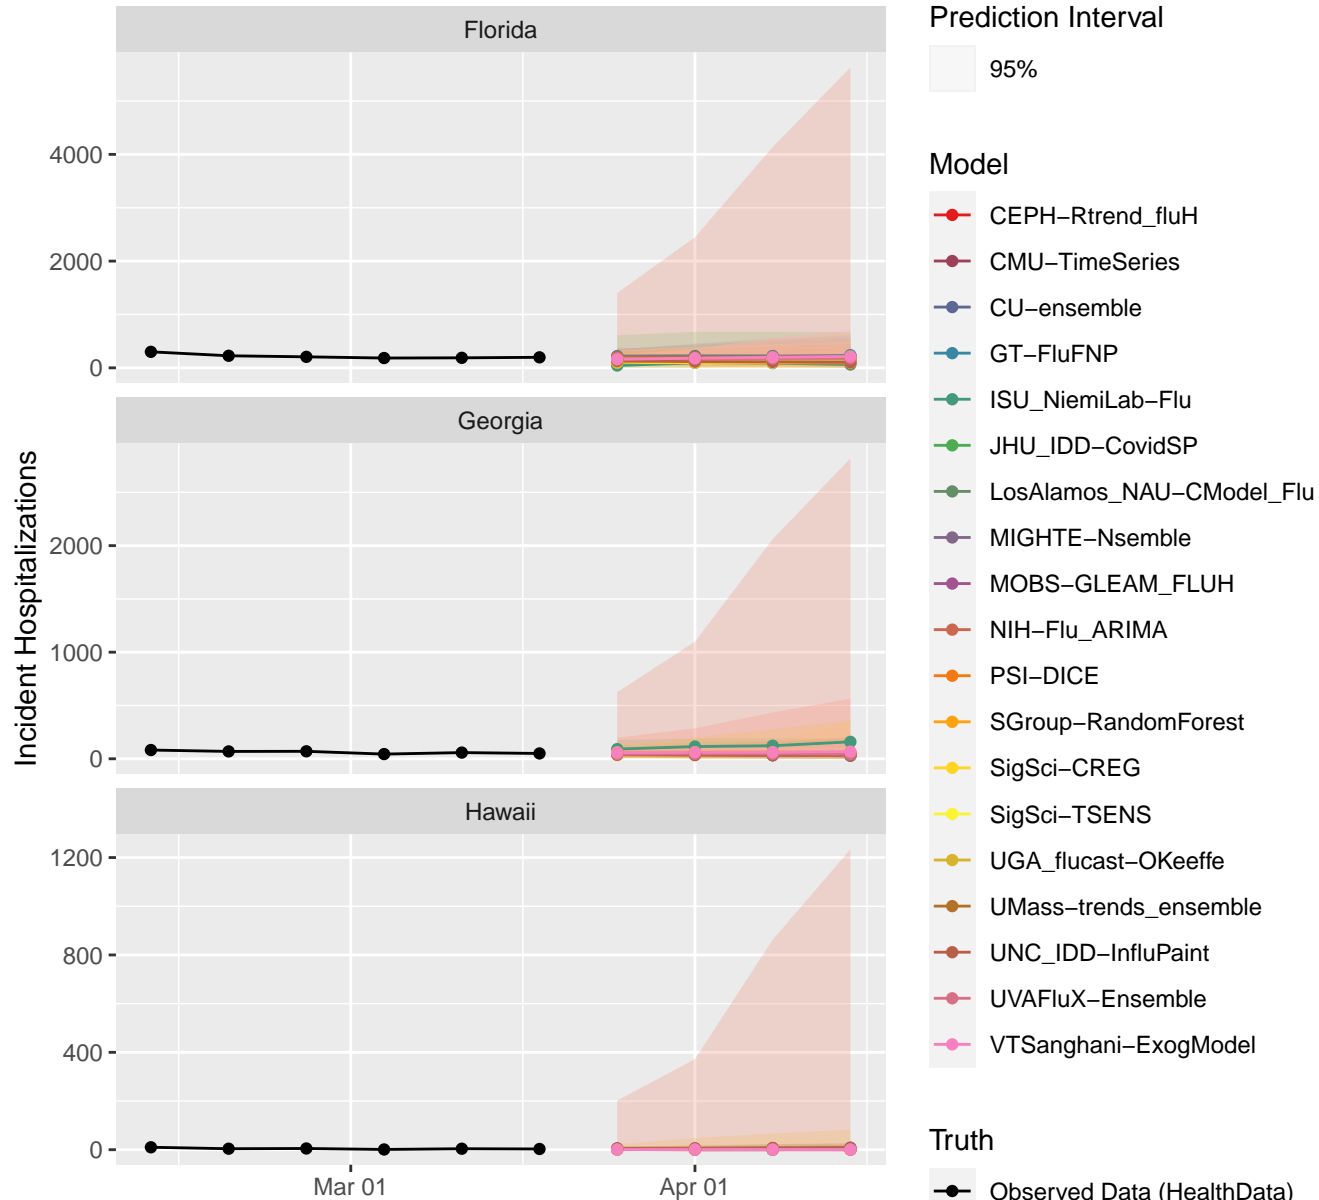 Florida
4000
2000
0
Georgia
2000
1000
0
Hawaii
1200
800
400
0
Mar 01
Apr 01
Incident Hospitalizations
Prediction Interval
95%
Model
CEPH−Rtrend_fluH
CMU−TimeSeries
CU−ensemble
GT−FluFNP
ISU_NiemiLab−Flu
JHU_IDD−CovidSP
LosAlamos_NAU−CModel_Flu
MIGHTE−Nsemble
MOBS−GLEAM_FLUH
NIH−Flu_ARIMA
PSI−DICE
SGroup−RandomForest
SigSci−CREG
SigSci−TSENS
UGA_flucast−OKeeffe
UMass−trends_ensemble
UNC_IDD−InfluPaint
UVAFluX−Ensemble
VTSanghani−ExogModel
Truth
Observed Data (HealthData)